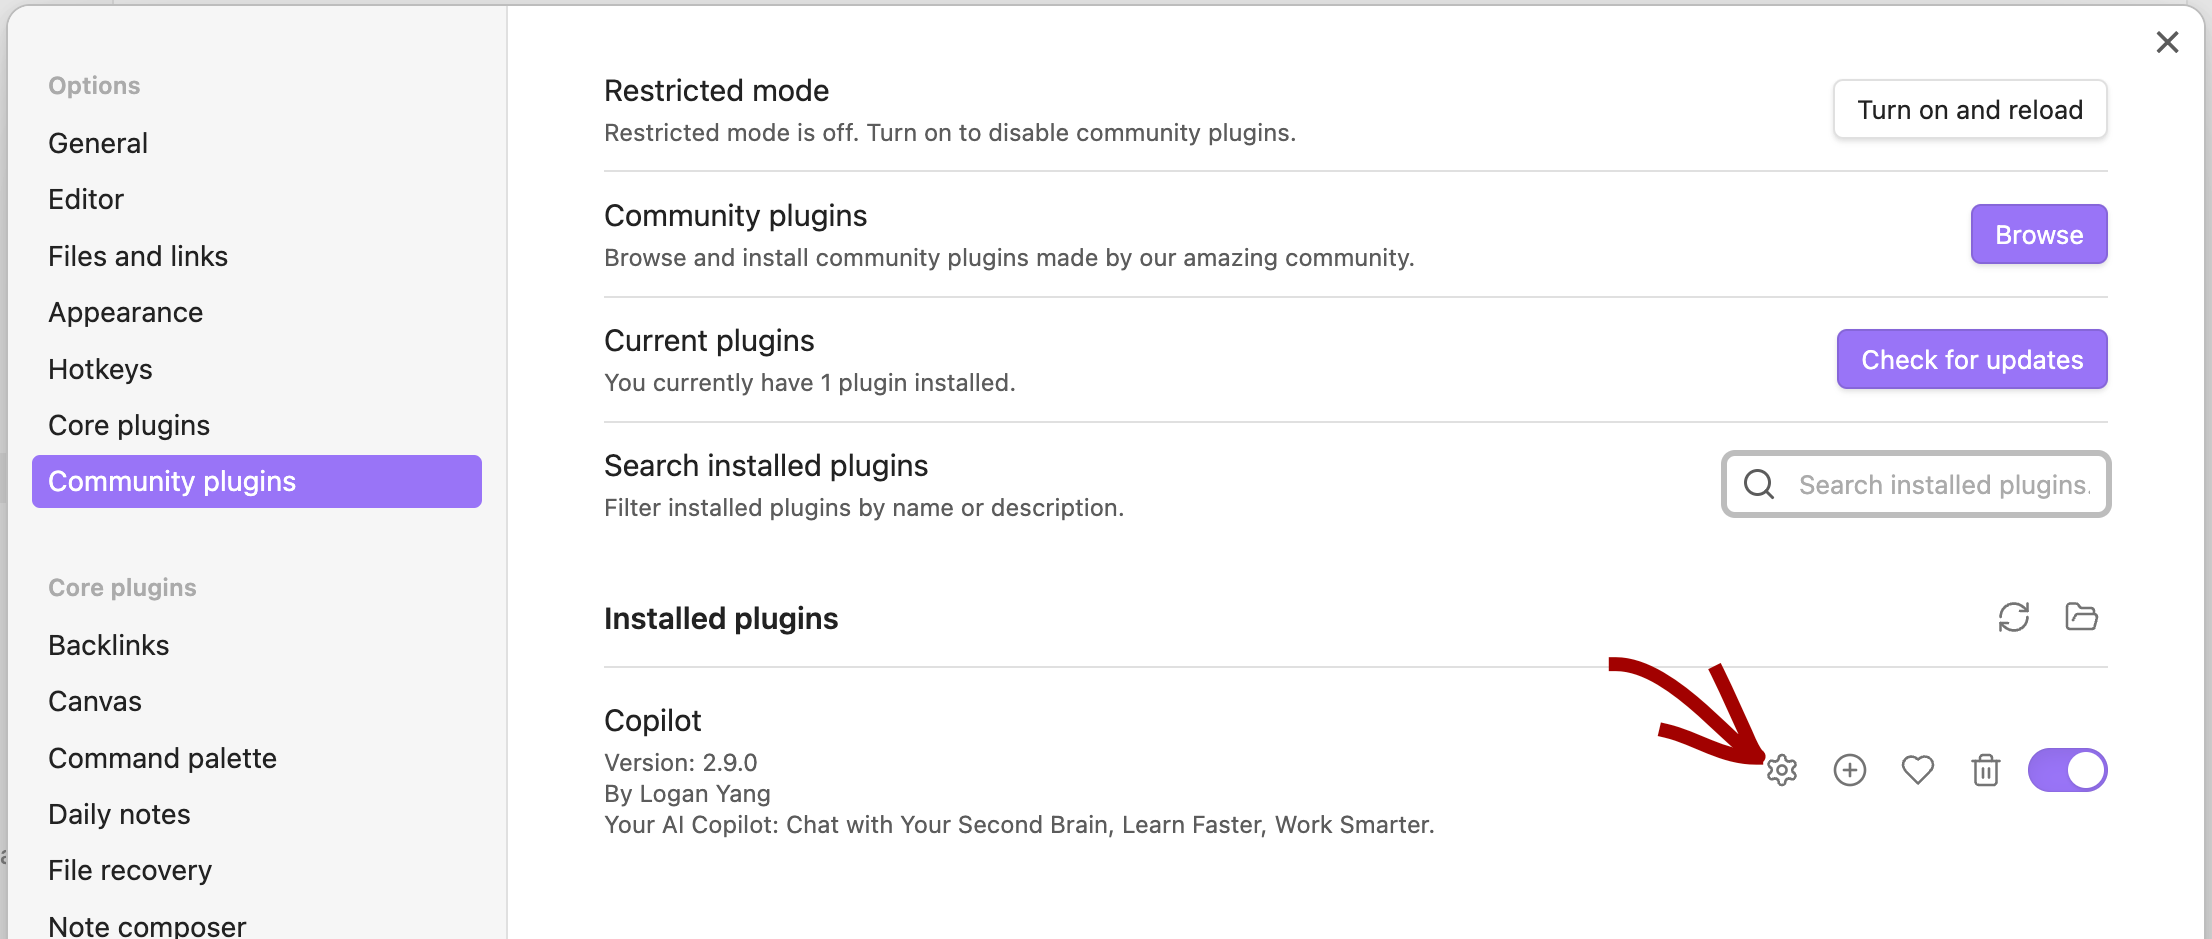 Options
General
Editor
Files and links
Appearance
Hotkeys
Core plugins
Community plugins
Core plugins
Backlinks
Canvas
Command palette
Daily notes
File recovery
Note composer
Restricted mode
Restricted mode is off. Turn on to disable community plugins.
Turn on and reload
Community plugins
Browse and install community plugins made by our amazing community.
Browse
Current plugins
You currently have 1 plugin installed.
Check for updates
Search installed plugins
Filter installed plugins by name or description.
Search installed plugins.
Installed plugins
Copilot
Version: 2.9.0
By Logan Yang
Your AI Copilot: Chat with Your Second Brain, Learn Faster, Work Smarter.